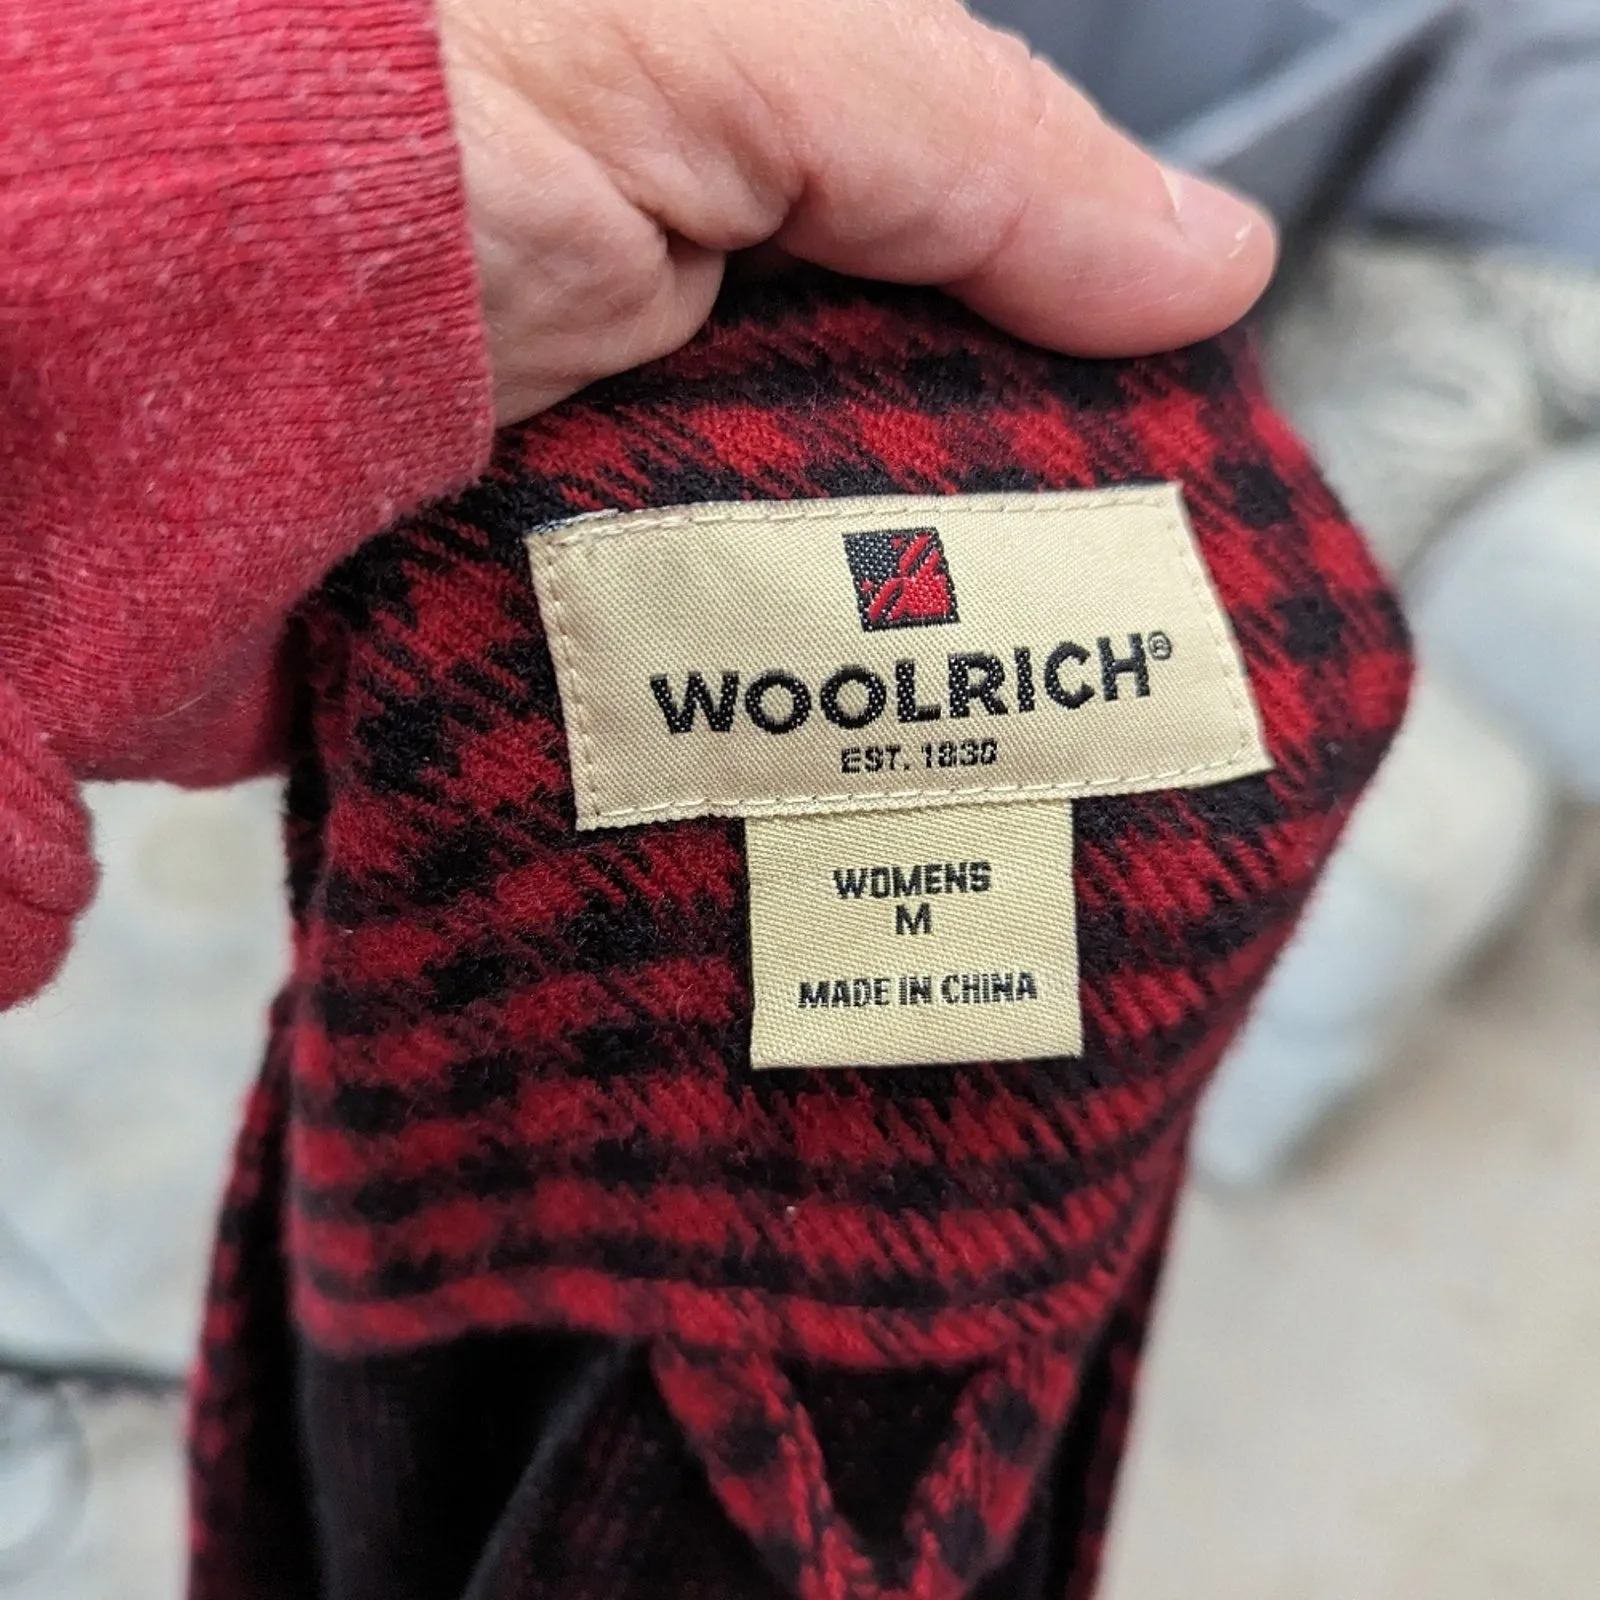 WOOLRICH®
EST. 1830
WOMENS
M
MADE IN CHINA